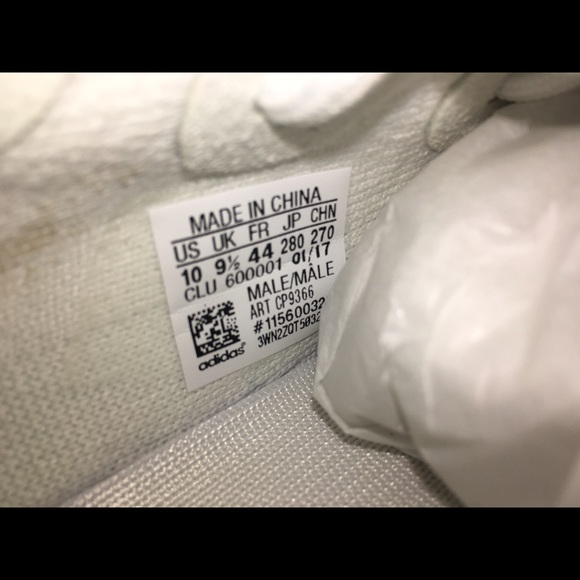 MADE IN CHINA
US UK FR JP CHN
10 9½ 44 280 270
CLU 600001 01/17
MALE/MÂLE
ART CP9366
#11560032
3WN2ZQT5032
adidas